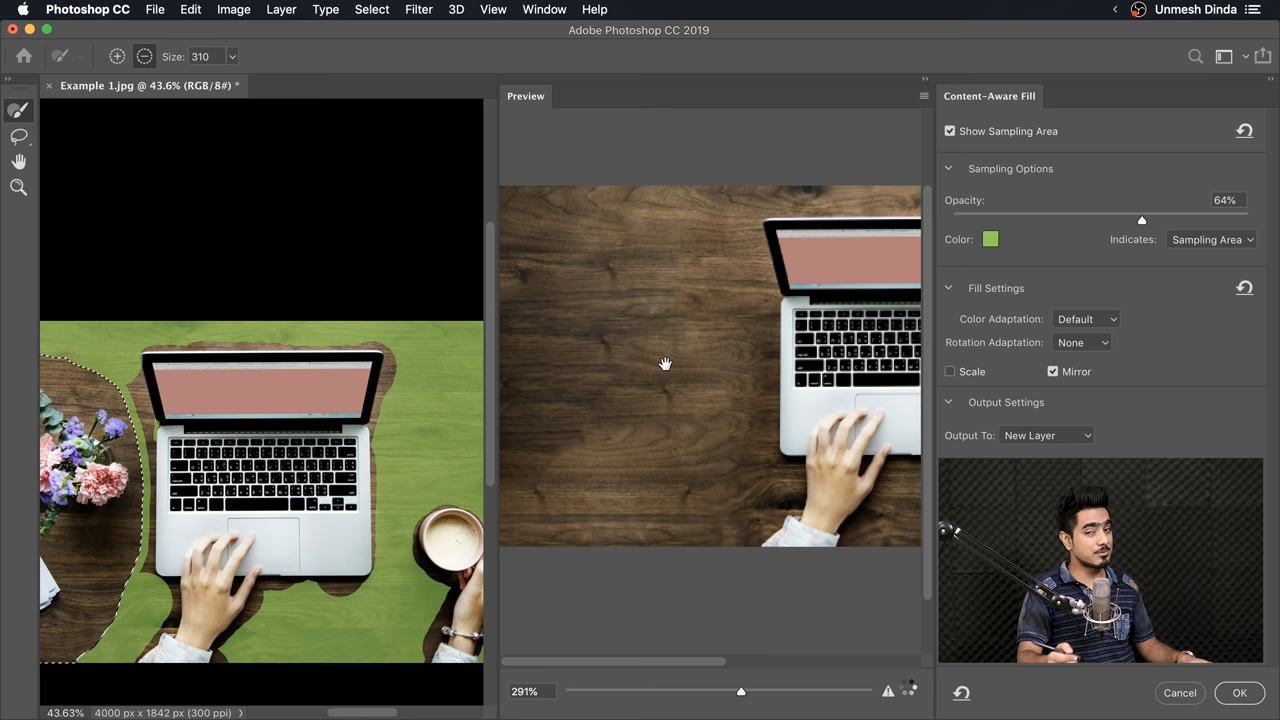 Photoshop CC File Edit Image Layer Type Select Filter 3D View Window Help Unmesh Dinda
Adobe Photoshop CC 2019
Size: 310
Example 1.jpg @ 43.6% (RGB/8#) *
Preview
Content-Aware Fill
Show Sampling Area
Sampling Options
Opacity: 64%
Color: Indicates: Sampling Area
Fill Settings
Color Adaptation: Default
Rotation Adaptation: None
Scale Mirror
Output Settings
Output To: New Layer
291%
Cancel OK
43.63% 4000 px x 1842 px (300 ppi)